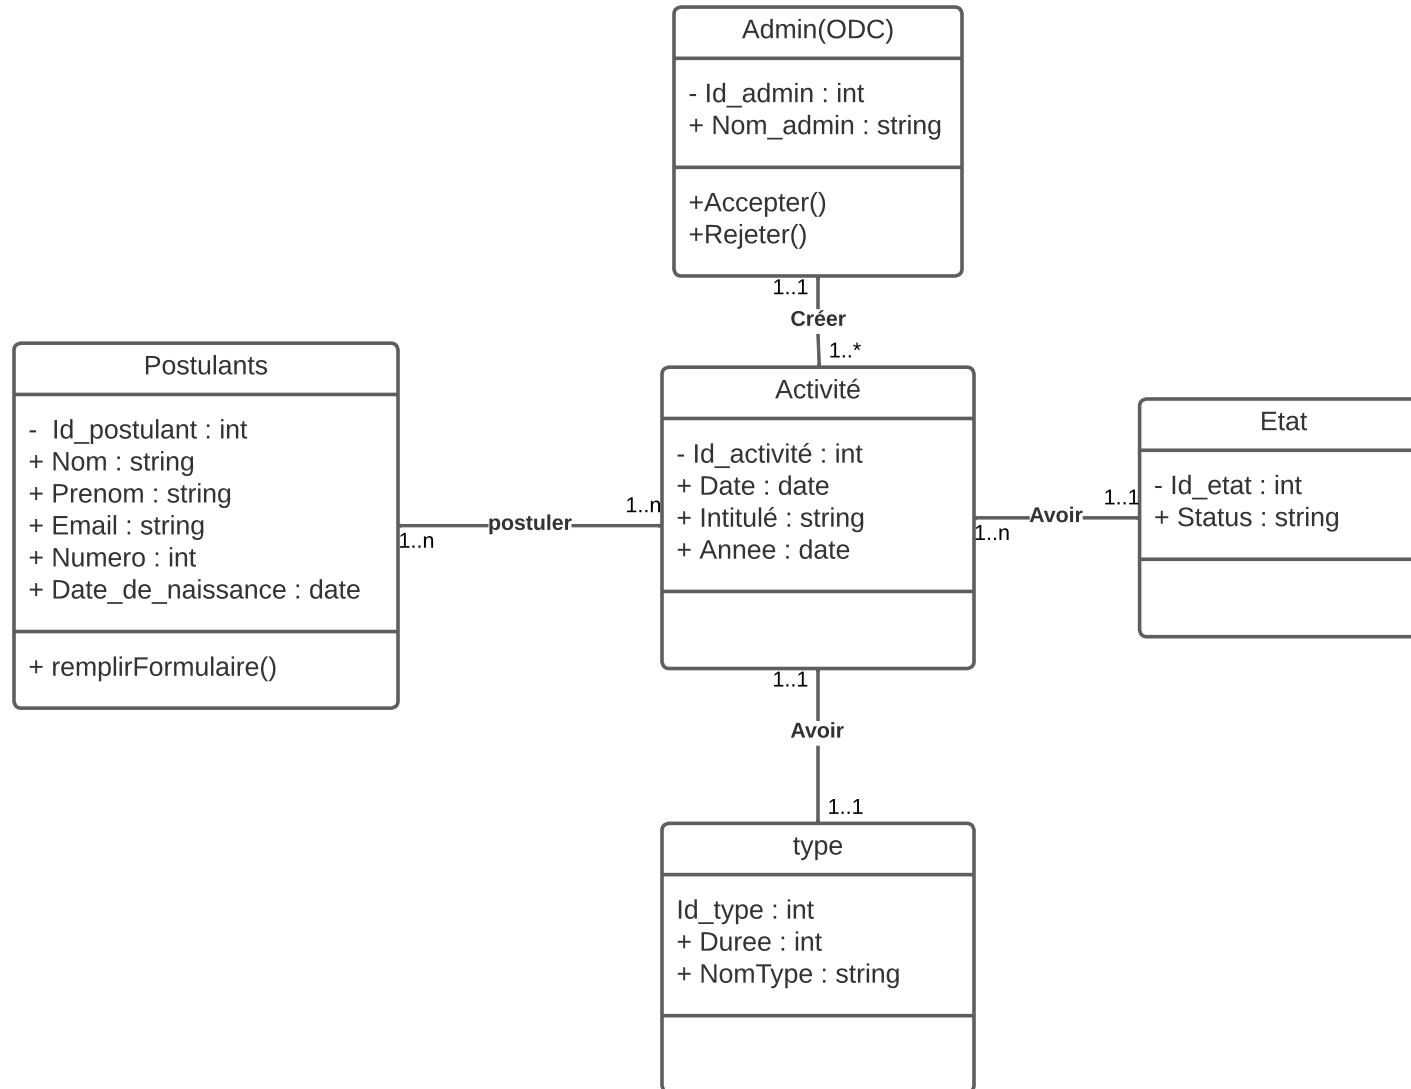 Admin(ODC)
- Id_admin : int
+ Nom_admin : string
+Accepter()
+Rejeter()
1..1
Créer
1..*
Postulants
- Id_postulant : int
+ Nom : string
+ Prenom : string
+ Email : string
+ Numero : int
+ Date_de_naissance : date
+ remplirFormulaire()
1..n
postuler
1..n
Activité
- Id_activité : int
+ Date : date
+ Intitulé : string
+ Annee : date
1..n
Avoir
1..1
Etat
- Id_etat : int
+ Status : string
1..1
Avoir
1..1
type
Id_type : int
+ Duree : int
+ NomType : string